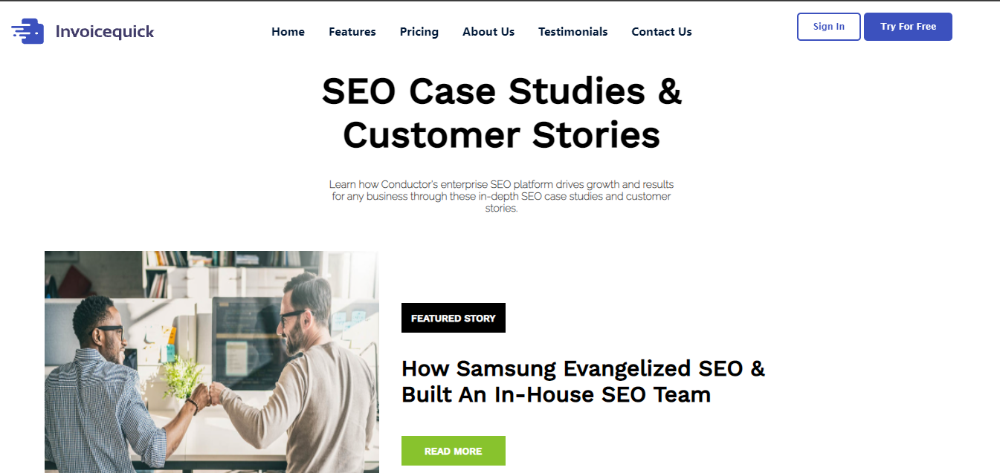 Invoicequick
Home Features Pricing About Us Testimonials Contact Us
Sign In
Try For Free
SEO Case Studies &
Customer Stories
Learn how Conductor's enterprise SEO platform drives growth and results
for any business through these in-depth SEO case studies and customer
stories.
FEATURED STORY
How Samsung Evangelized SEO &
Built An In-House SEO Team
READ MORE